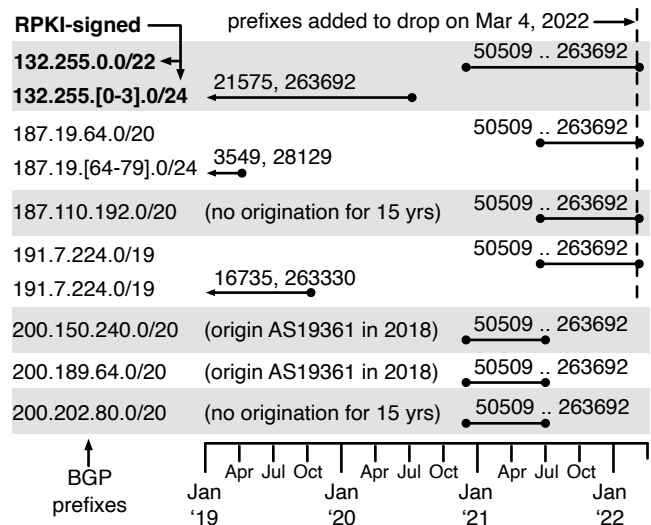 RPKI-signed
prefixes added to drop on Mar 4, 2022
132.255.0.0/22
50509 .. 263692
132.255.[0-3].0/24
21575, 263692
187.19.64.0/20
50509 .. 263692
187.19.[64-79].0/24
3549, 28129
187.110.192.0/20
(no origination for 15 yrs)
50509 .. 263692
191.7.224.0/19
50509 .. 263692
191.7.224.0/19
16735, 263330
200.150.240.0/20
(origin AS19361 in 2018)
50509 .. 263692
200.189.64.0/20
(origin AS19361 in 2018)
50509 .. 263692
200.202.80.0/20
(no origination for 15 yrs)
50509 .. 263692
BGP
prefixes
Apr Jul Oct Apr Jul Oct Apr Jul Oct
Jan Jan Jan Jan
‘19 ‘20 ‘21 ‘22